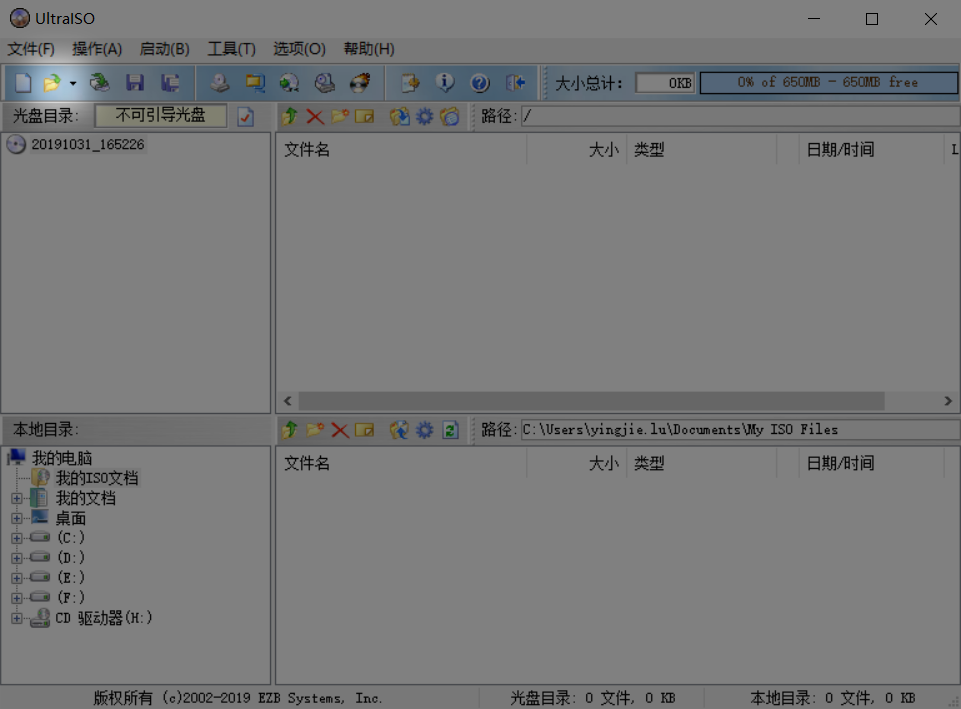 UltraISO
文件(F) 操作(A) 启动(B) 工具(T) 选项(O) 帮助(H)
大小总计: 0KB 0% of 650MB - 650MB free
光盘目录: 不可引导光盘 路径: /
20191031_165226
文件名 大小 类型 日期/时间 L
本地目录: 路径: C:\Users\yingjie.lu\Documents\My ISO Files
文件名 大小 类型 日期/时间
我的电脑
我的ISO文档
我的文档
桌面
(C:)
(D:)
(E:)
(F:)
CD 驱动器(H:)
版权所有 (c)2002-2019 EZB Systems, Inc. 光盘目录: 0 文件, 0 KB 本地目录: 0 文件, 0 KB